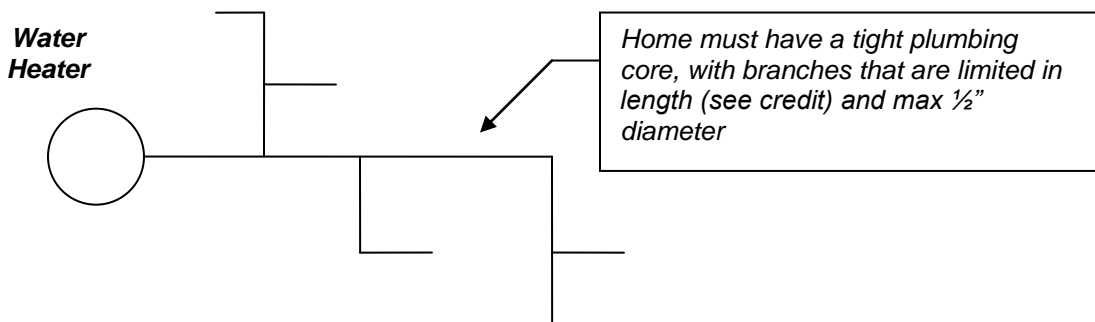 Water
Heater
Home must have a tight plumbing
core, with branches that are limited in
length (see credit) and max ½”
diameter